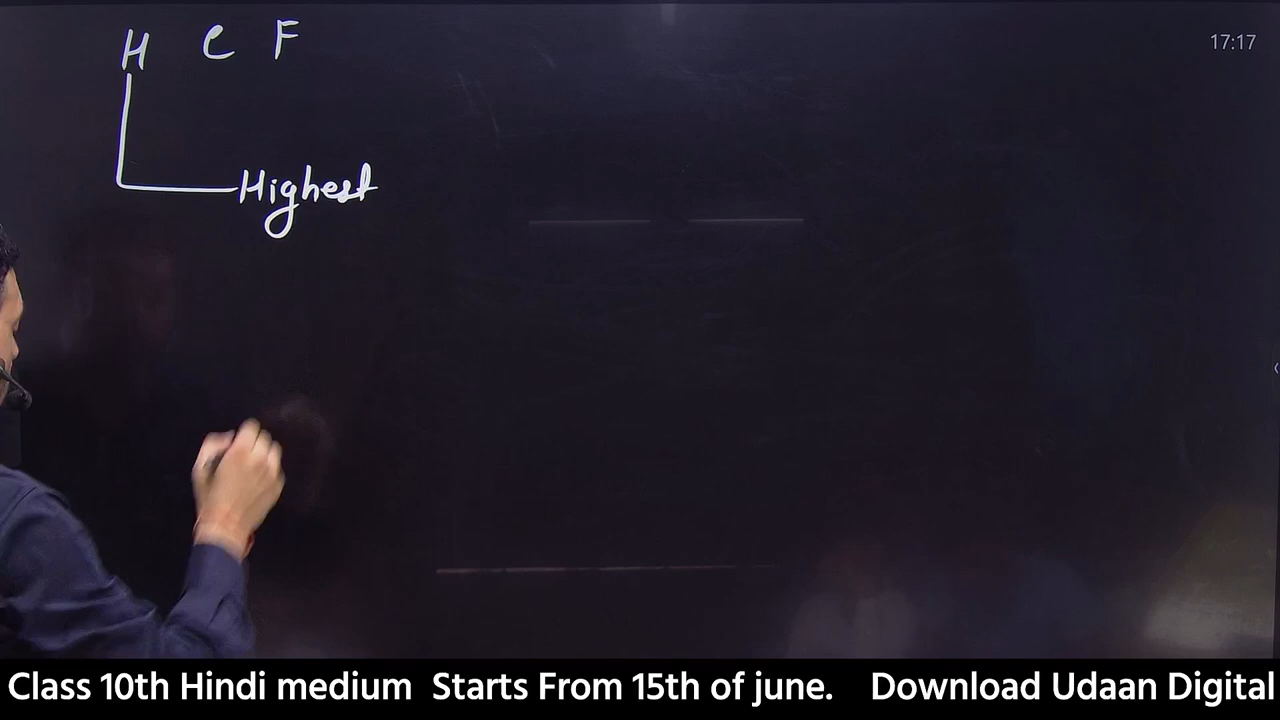 H C F
17:17
Highest
Class 10th Hindi medium Starts From 15th of june. Download Udaan Digital